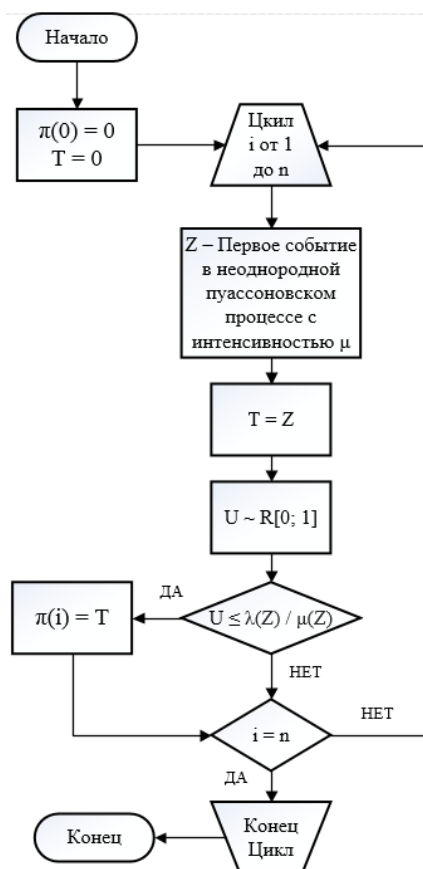 Начало
π(0) = 0
T = 0
Цкил
i от 1
до n
Z – Первое событие
в неоднородной
пуассоновском
процессе с
интенсивностью μ
T = Z
U ~ R[0; 1]
ДА
U ≤ λ(Z) / μ(Z)
π(i) = T
НЕТ
i = n
НЕТ
ДА
Конец
Цикл
Конец